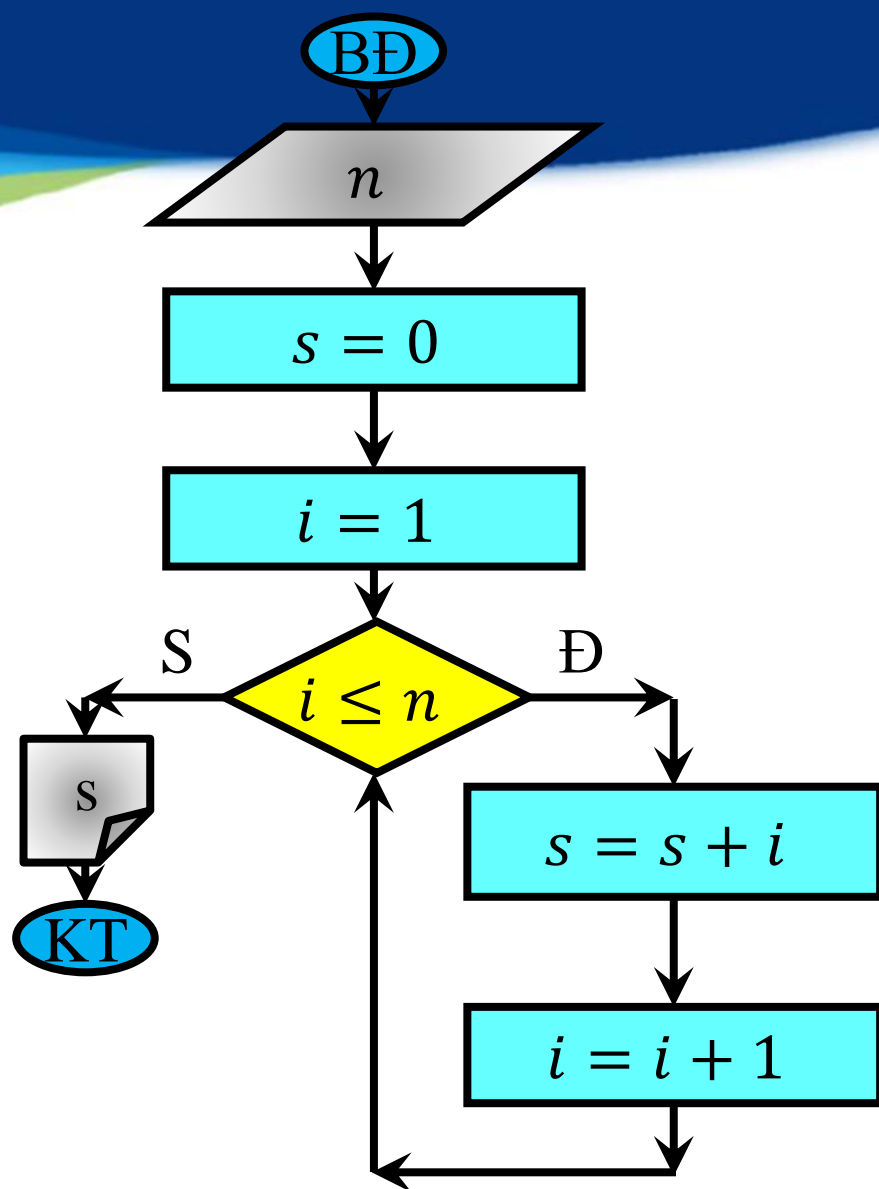 BĐ
n
s = 0
i = 1
S
Đ
i ≤ n
s
s = s + i
KT
i = i + 1